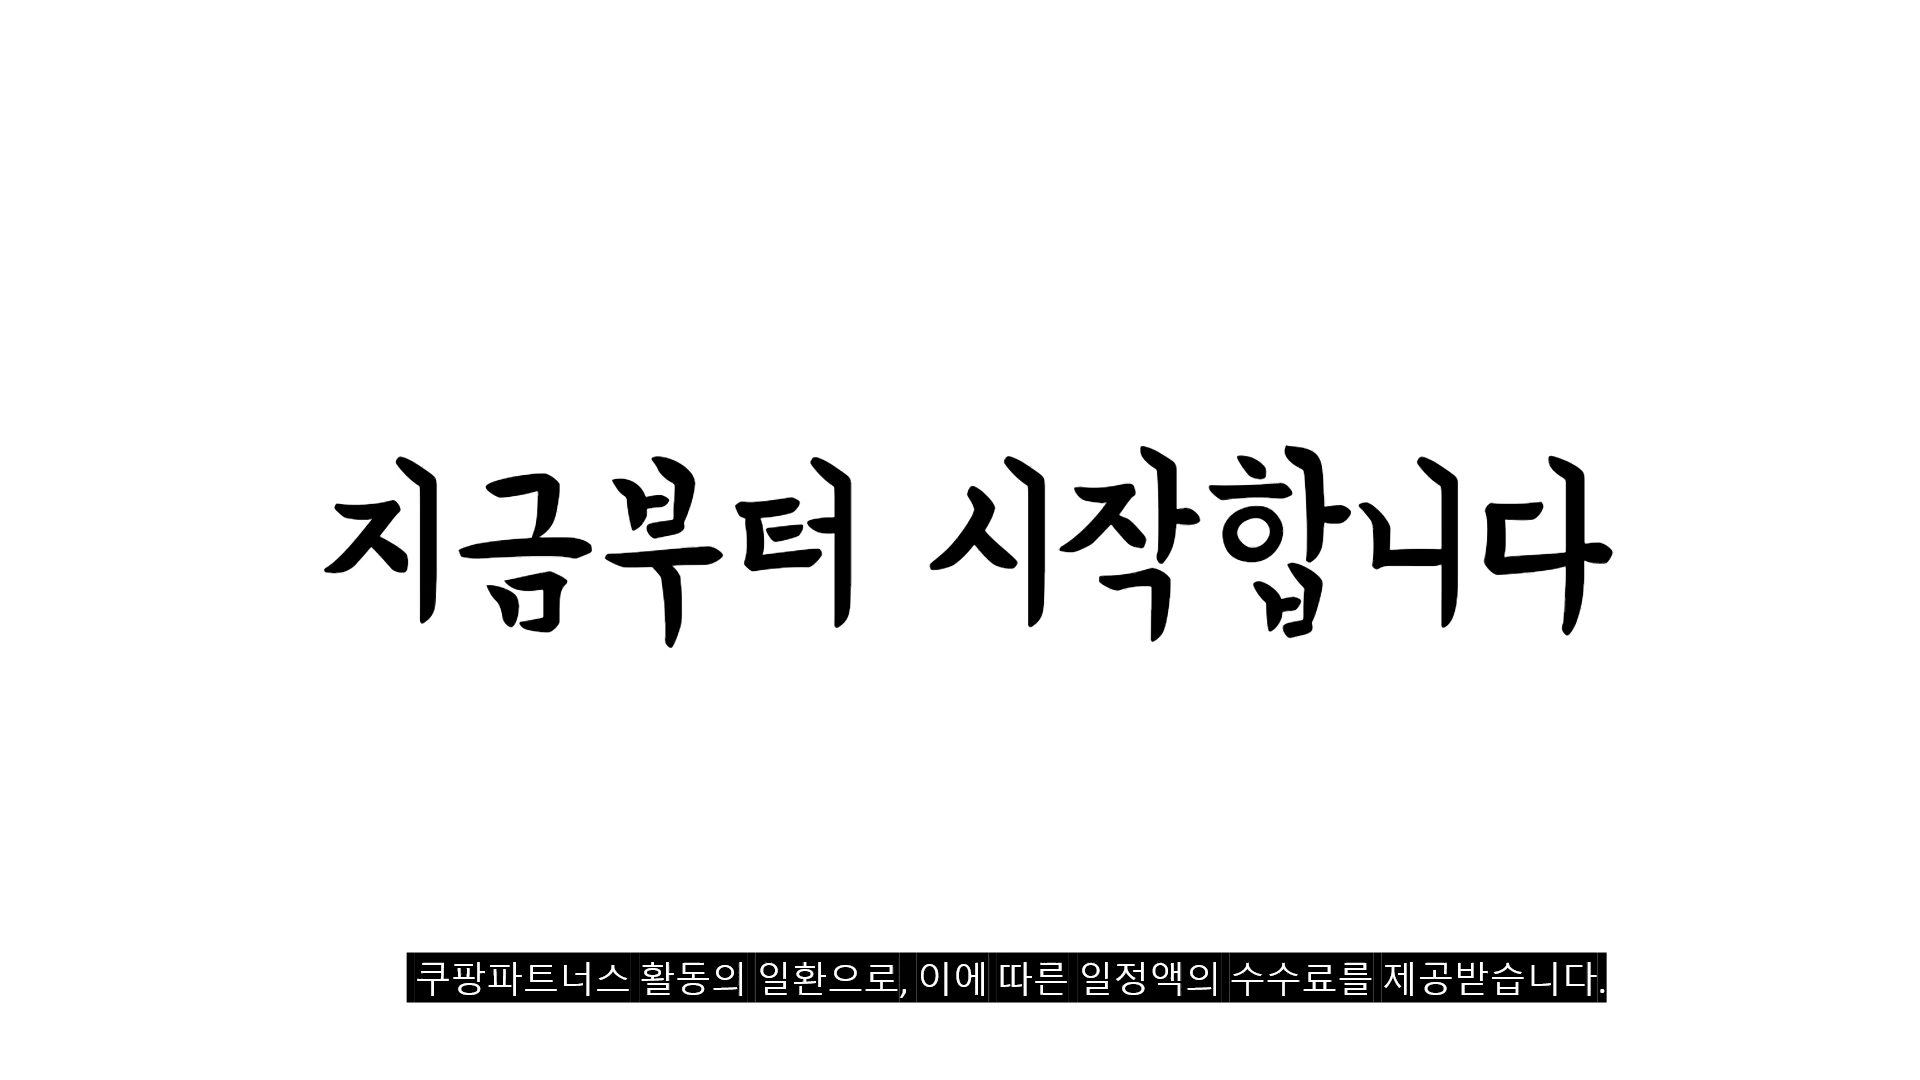 지금부터 시작합니다
쿠팡파트너스 활동의 일환으로, 이에 따른 일정액의 수수료를 제공받습니다.